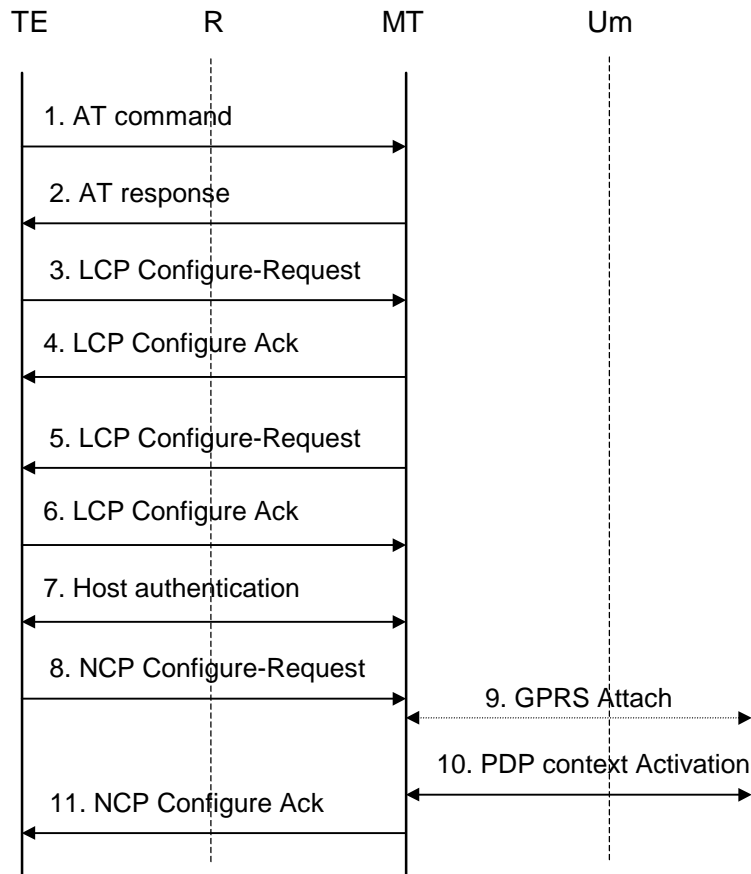 TE R MT Um
1. AT command
2. AT response
3. LCP Configure-Request
4. LCP Configure Ack
5. LCP Configure-Request
6. LCP Configure Ack
7. Host authentication
8. NCP Configure-Request
9. GPRS Attach
10. PDP context Activation
11. NCP Configure Ack